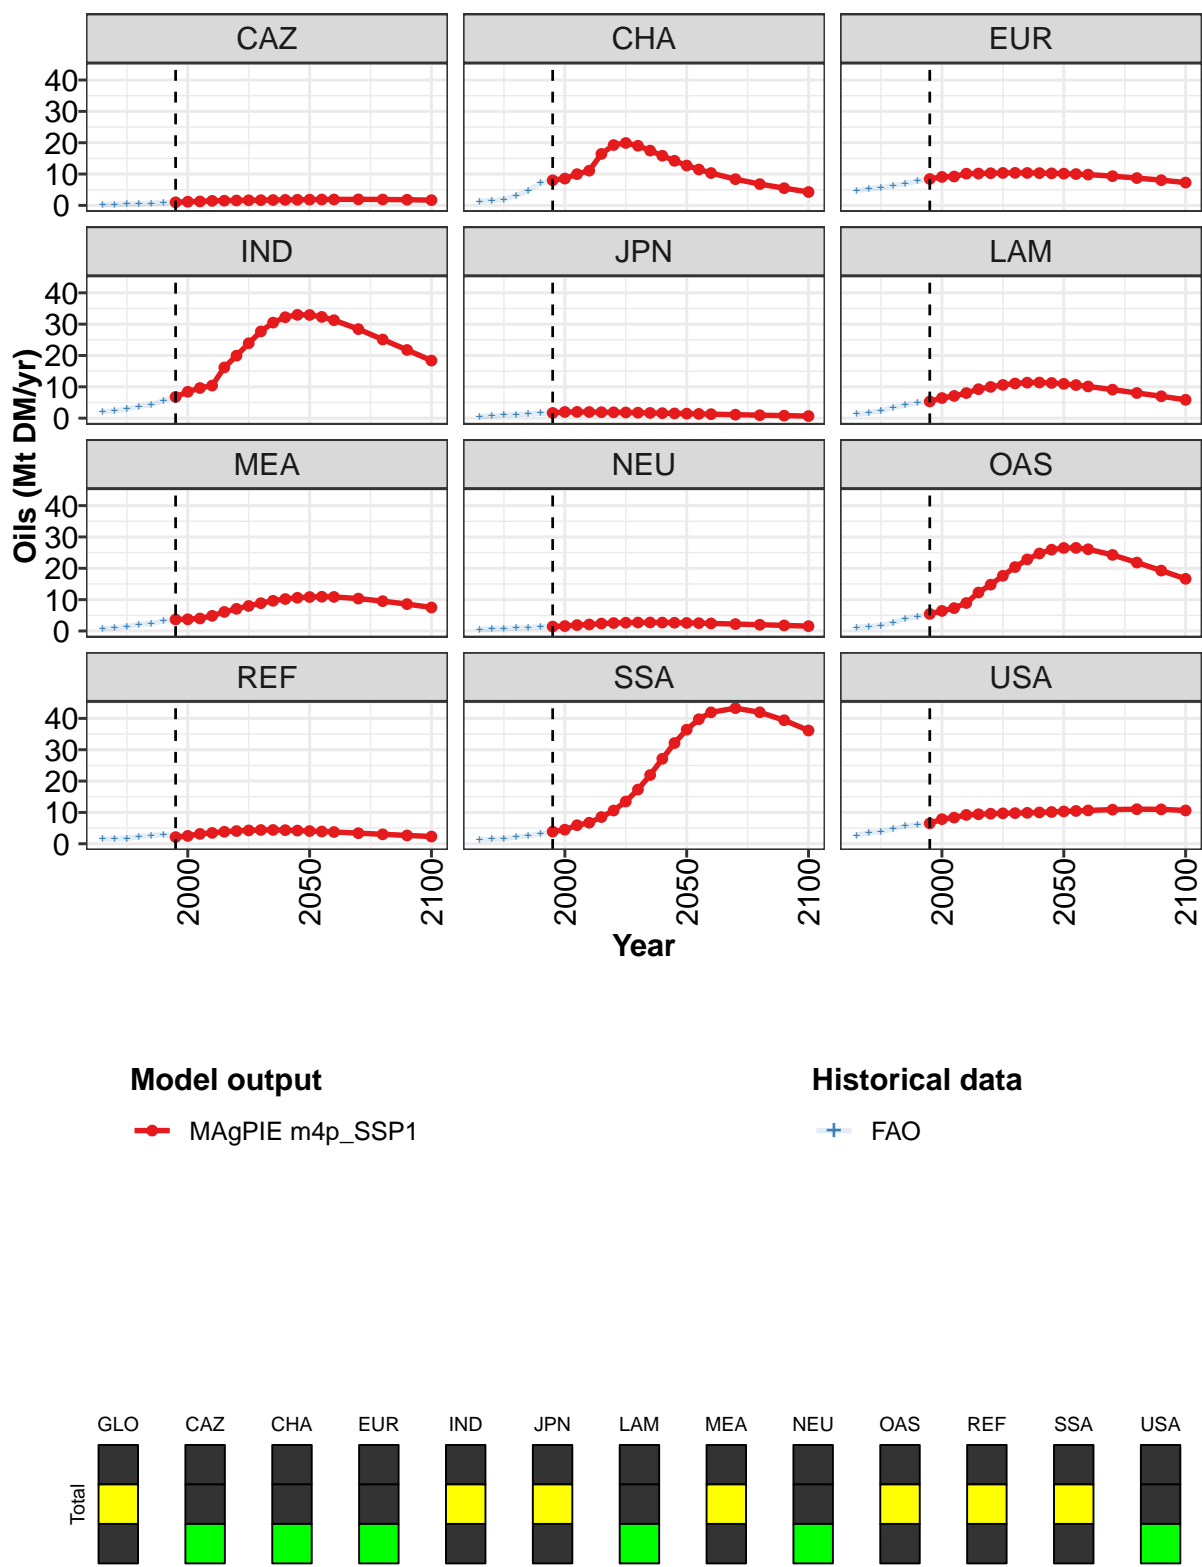 CAZ CHA EUR
40
30
20
10
0
IND JPN LAM
40
30
20
10
0
MEA NEU OAS
40
30
20
10
0
REF SSA USA
40
30
20
10
0
Oils (Mt DM/yr)
2000 2050 2100 2000 2050 2100 2000 2050 2100
Year
Model output Historical data
MAgPIE m4p_SSP1 FAO
GLO CAZ CHA EUR IND JPN LAM MEA NEU OAS REF SSA USA
Total